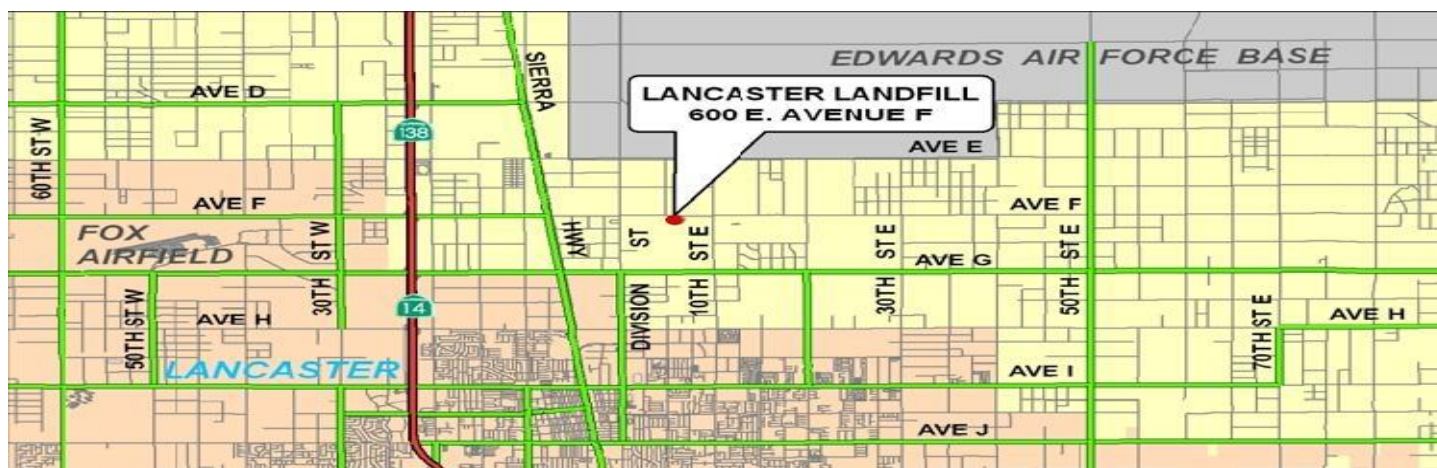 EDWARDS AIR FORCE BASE
SIERRA
HWY
AVE D
LANCASTER LANDFILL
600 E. AVENUE F
138
AVE E
60TH ST W
AVE F
AVE F
FOX
AIRFIELD
30TH ST W
DIVISION ST
10TH ST E
30TH ST E
50TH ST E
AVE G
50TH ST W
AVE H
14
70TH ST E
AVE H
LANCASTER
AVE I
AVE J